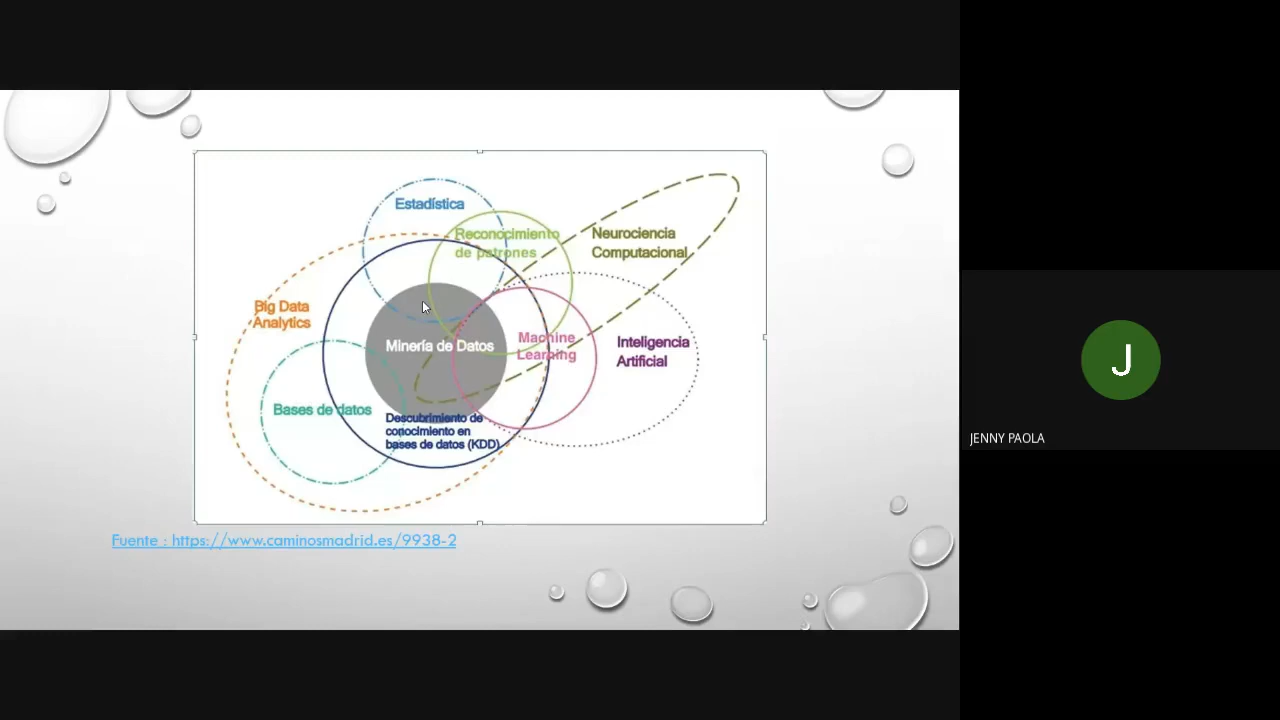 Estadística
Reconocimiento
de patrones
Neurociencia
Computacional
Big Data
Analytics
Minería de Datos
Machine
Learning
Inteligencia
Artificial
Bases de datos
Descubrimiento de
conocimiento en
bases de datos (KDD)
Fuente : https://www.caminosmadrid.es/9938-2
J
JENNY PAOLA